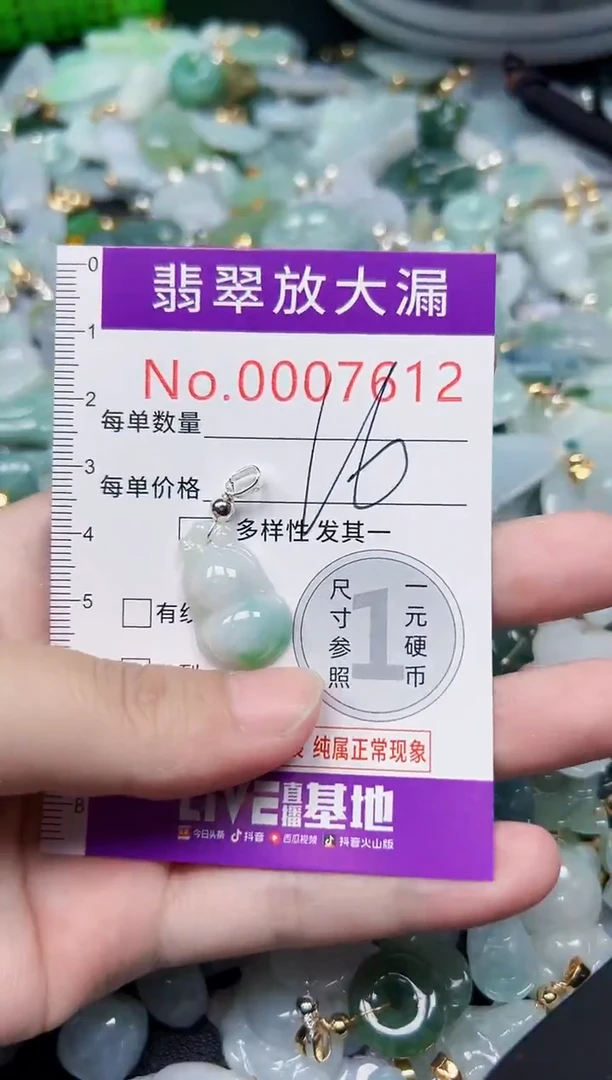 0
翡翠放大漏
1
No.0007612
2
每单数量
3
每单价格
16
4
多样性 发其一
5
有线
尺寸参照
1
一元硬币
纯属正常现象
8
LIVE直播基地
今日头条 抖音 西瓜视频 抖音火山版